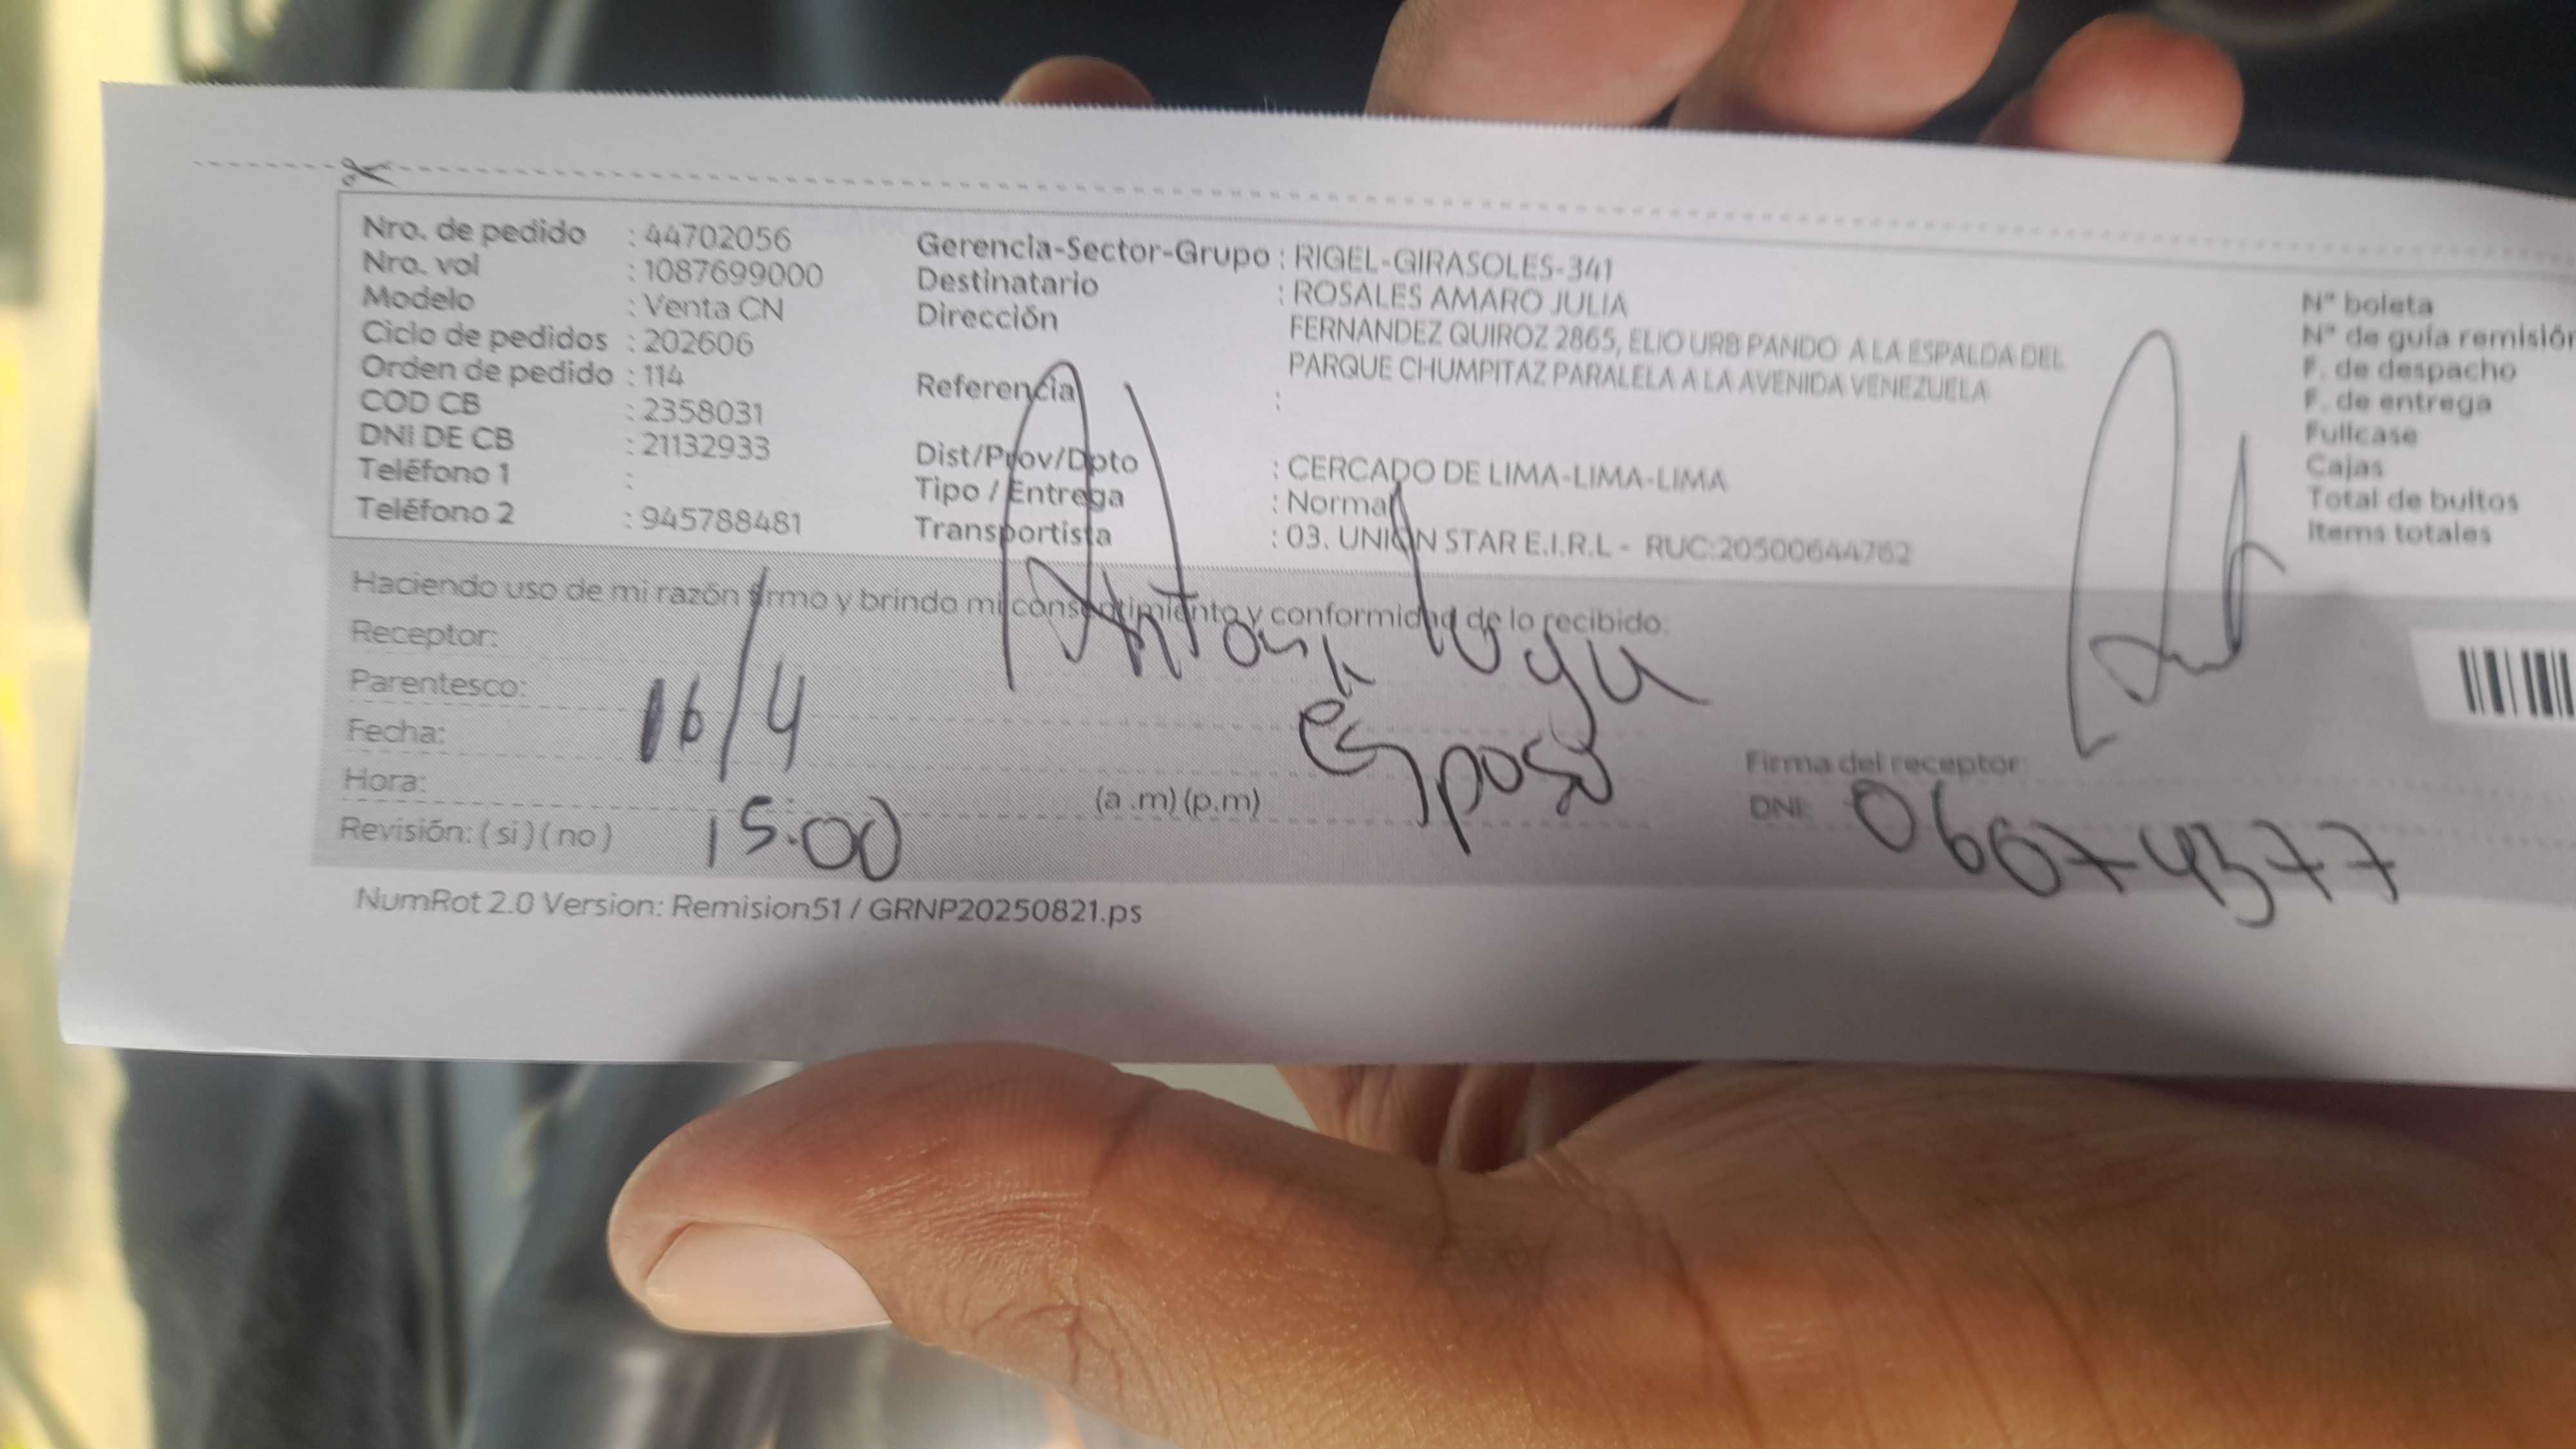 Nro. de pedido : 44702056
Nro. vol : 1087699000
Modelo : Venta CN
Ciclo de pedidos : 202606
Orden de pedido : 114
COD CB : 2358031
DNI DE CB : 21132933
Teléfono 1 :
Teléfono 2 : 945788481
Gerencia-Sector-Grupo : RIGEL-GIRASOLES-341
Destinatario : ROSALES AMARO JULIA
Dirección FERNANDEZ QUIROZ 2865, ELIO URB PANDO A LA ESPALDA DEL
PARQUE CHUMPITAZ PARALELA A LA AVENIDA VENEZUELA
Referencia :
Dist/Prov/Dpto : CERCADO DE LIMA-LIMA-LIMA
Tipo / Entrega : Normal
Transportista : 03. UNION STAR E.I.R.L - RUC:20500644762
N° boleta
N° de guía remisión
F. de despacho
F. de entrega
Fullcase
Cajas
Total de bultos
Items totales
Haciendo uso de mi razón firmo y brindo mi consentimiento y conformidad de lo recibido:
Receptor:
Parentesco: esposo
Fecha: 16/4
Hora: 15:00 (a .m) (p.m)
Revisión: ( si ) ( no )
Firma del receptor:
DNI: 06074377
NumRot 2.0 Version: Remision51 / GRNP20250821.ps